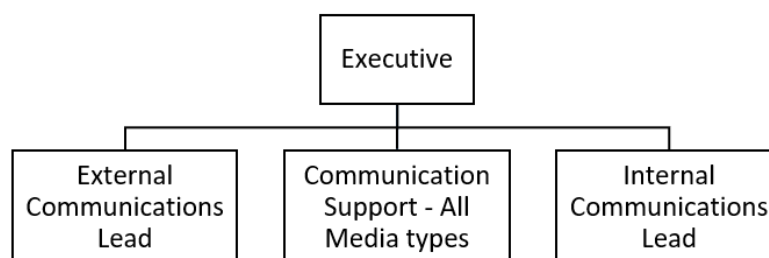 Executive
External
Communications
Lead
Communication
Support - All
Media types
Internal
Communications
Lead